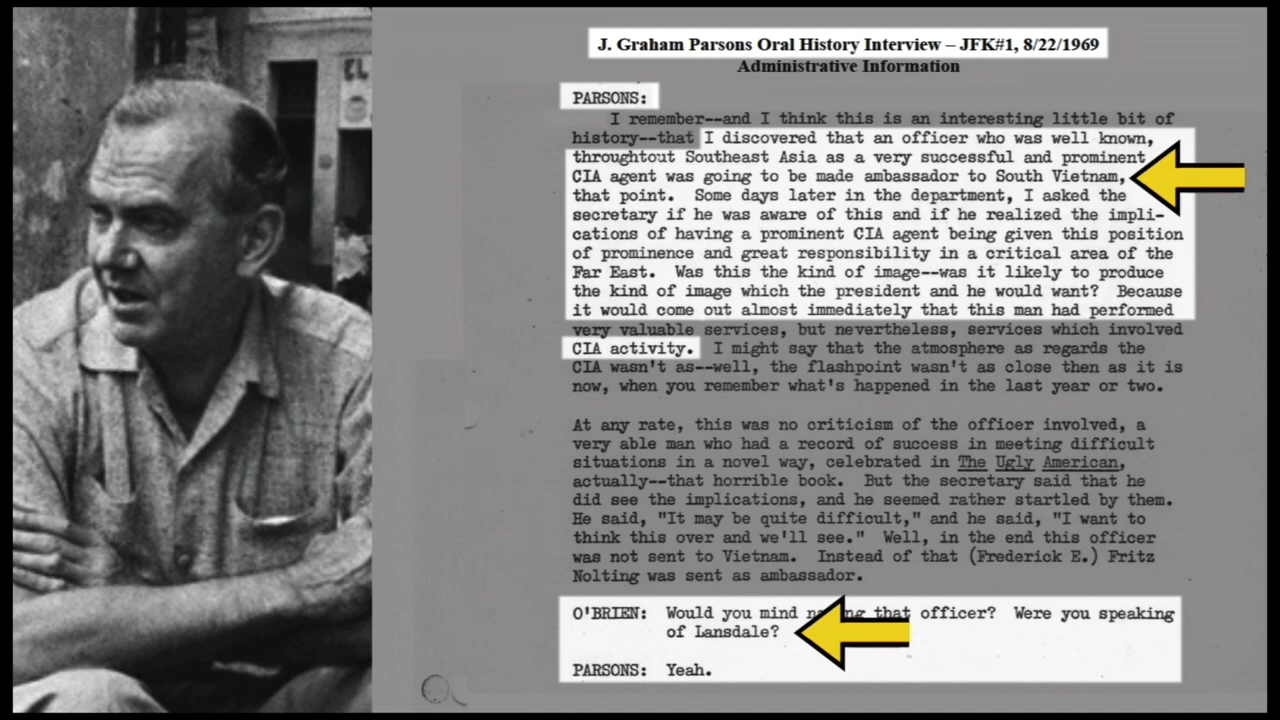 EL
J. Graham Parsons Oral History Interview – JFK#1, 8/22/1969
Administrative Information
PARSONS:
I remember--and I think this is an interesting little bit of
history--that I discovered that an officer who was well known,
throughtout Southeast Asia as a very successful and prominent
CIA agent was going to be made ambassador to South Vietnam,
that point. Some days later in the department, I asked the
secretary if he was aware of this and if he realized the impli-
cations of having a prominent CIA agent being given this position
of prominence and great responsibility in a critical area of the
Far East. Was this the kind of image--was it likely to produce
the kind of image which the president and he would want? Because
it would come out almost immediately that this man had performed
very valuable services, but nevertheless, services which involved
CIA activity. I might say that the atmosphere as regards the
CIA wasn't as--well, the flashpoint wasn't as close then as it is
now, when you remember what's happened in the last year or two.
At any rate, this was no criticism of the officer involved, a
very able man who had a record of success in meeting difficult
situations in a novel way, celebrated in The Ugly American,
actually--that horrible book. But the secretary said that he
did see the implications, and he seemed rather startled by them.
He said, "It may be quite difficult," and he said, "I want to
think this over and we'll see." Well, in the end this officer
was not sent to Vietnam. Instead of that (Frederick E.) Fritz
Nolting was sent as ambassador.
O'BRIEN: Would you mind that officer? Were you speaking
of Lansdale?
PARSONS: Yeah.